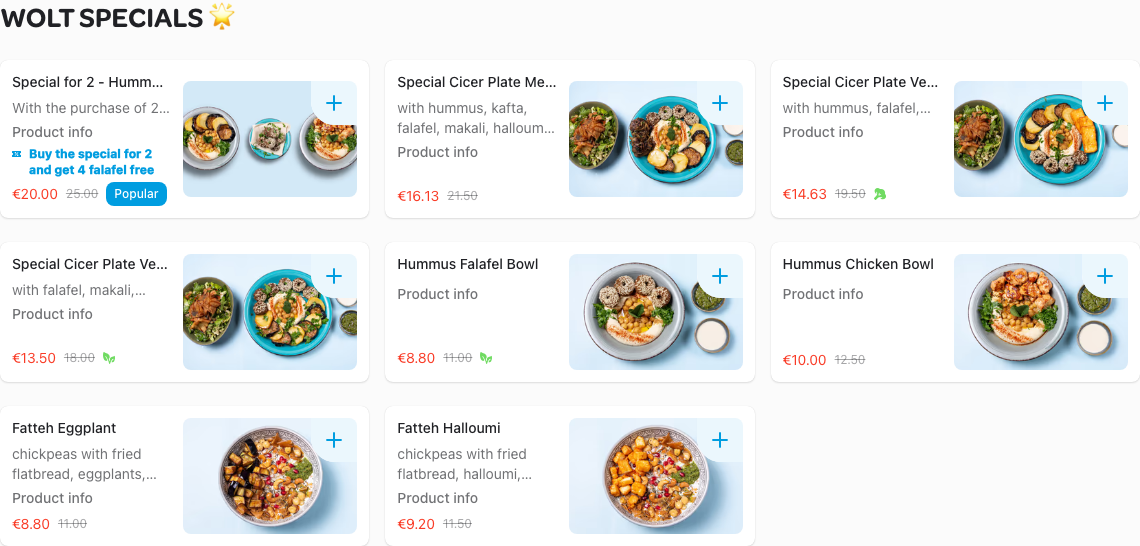 WOLT SPECIALS 🌟
Special for 2 - Humm...
With the purchase of 2...
Product info
Buy the special for 2
and get 4 falafel free
€20.00 25.00 Popular
Special Cicer Plate Me...
with hummus, kafta,
falafel, makali, halloum...
Product info
€16.13 21.50
Special Cicer Plate Ve...
with hummus, falafel,...
Product info
€14.63 19.50
Special Cicer Plate Ve...
with falafel, makali,...
Product info
€13.50 18.00
Hummus Falafel Bowl
Product info
€8.80 11.00
Hummus Chicken Bowl
Product info
€10.00 12.50
Fatteh Eggplant
chickpeas with fried
flatbread, eggplants,...
Product info
€8.80 11.00
Fatteh Halloumi
chickpeas with fried
flatbread, halloumi,...
Product info
€9.20 11.50